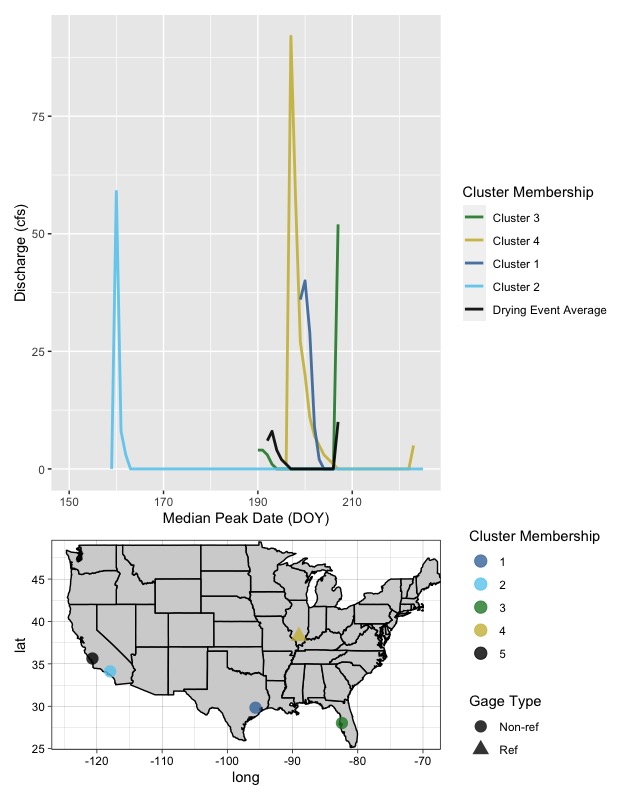 75
50
25
0
Discharge (cfs)
150 170 190 210
Median Peak Date (DOY)
Cluster Membership
Cluster 3
Cluster 4
Cluster 1
Cluster 2
Drying Event Average
45
40
35
30
25
lat
-120 -110 -100 -90 -80 -70
long
Cluster Membership
1
2
3
4
5
Gage Type
Non-ref
Ref